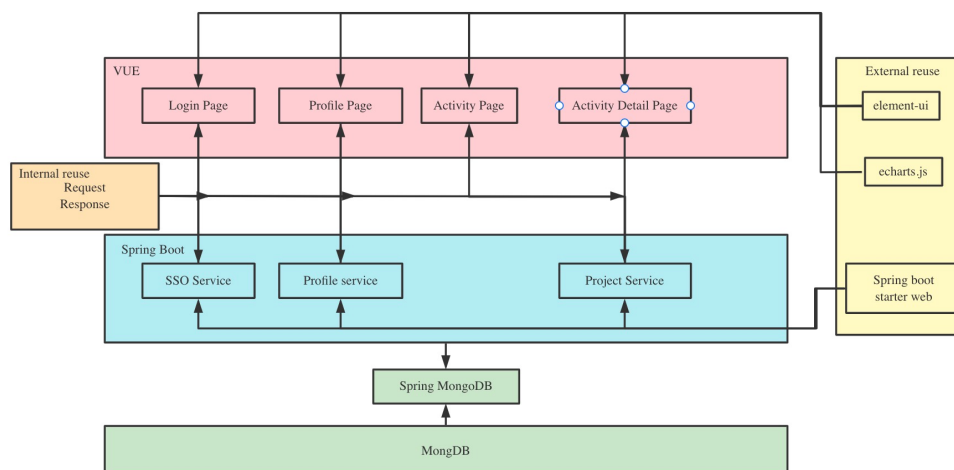 VUE
External reuse
Login Page
Profile Page
Activity Page
Activity Detail Page
element-ui
Internal reuse
Request
Response
echarts.js
Spring Boot
SSO Service
Profile service
Project Service
Spring boot
starter web
Spring MongoDB
MongDB